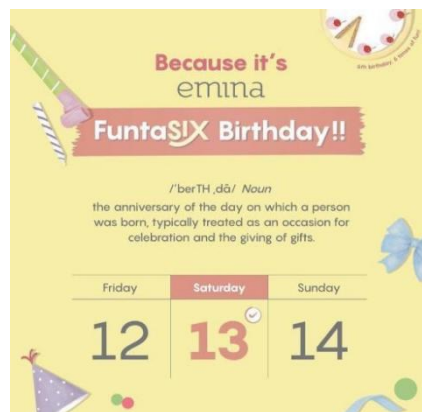 Because it's
emina
FuntaSIX Birthday!!
/ˈberTH ˌdā/ Noun
the anniversary of the day on which a person
was born, typically treated as an occasion for
celebration and the giving of gifts.
Friday Saturday Sunday
12 13 14